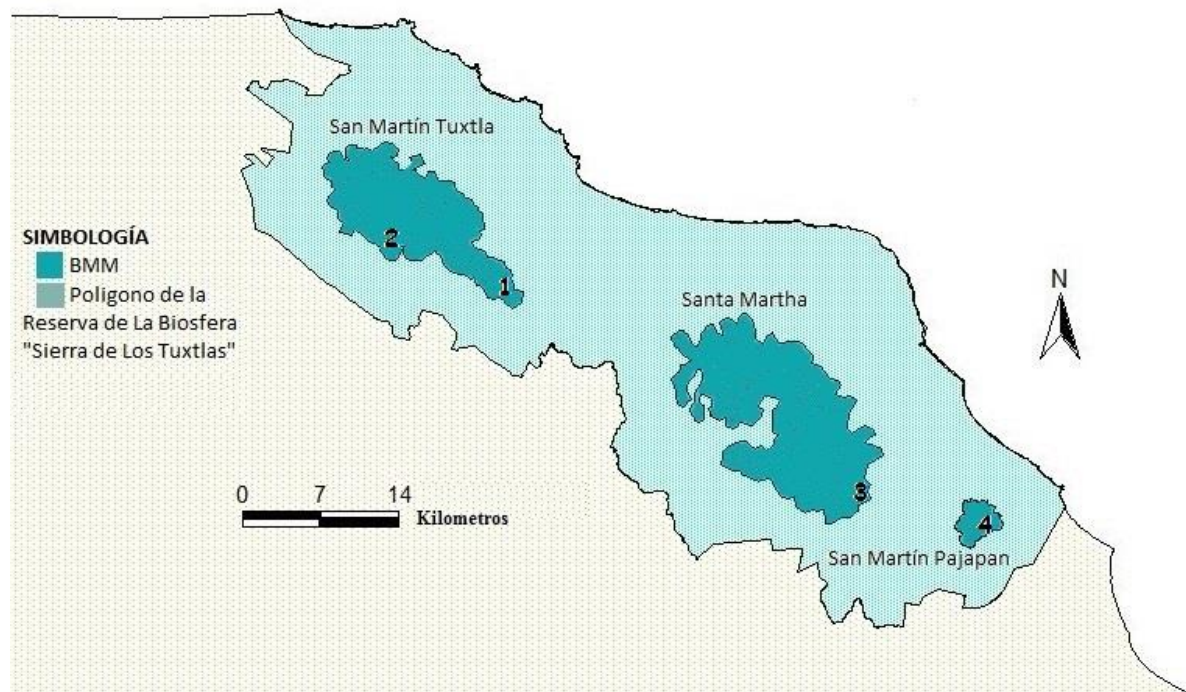 San Martín Tuxtla
2
1
SIMBOLOGÍA
BMM
Poligono de la
Reserva de La Biosfera
"Sierra de Los Tuxtlas"
Santa Martha
N
3
4
San Martín Pajapan
0 7 14
Kilometros